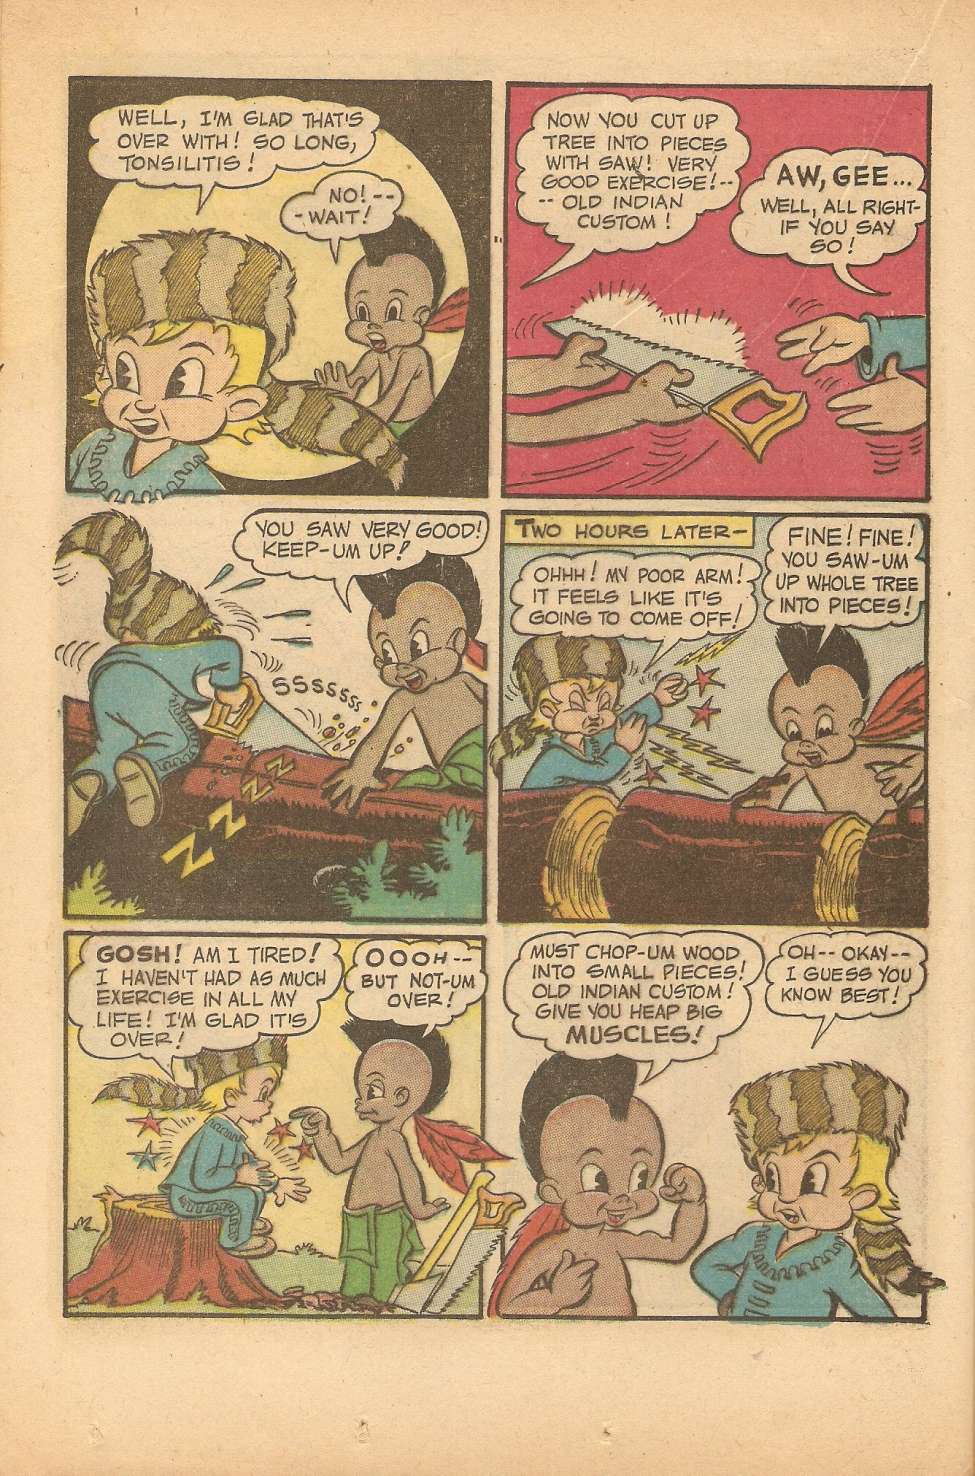 WELL, I'M GLAD THAT'S
OVER WITH! SO LONG,
TONSILITIS!
NO!--
-WAIT!
NOW YOU CUT UP
TREE INTO PIECES
WITH SAW! VERY
GOOD EXERCISE!--
-- OLD INDIAN
CUSTOM!
AW, GEE...
WELL, ALL RIGHT-
IF YOU SAY
SO!
YOU SAW VERY GOOD!
KEEP-UM UP!
SSSSSSS
ZZZZ
TWO HOURS LATER-
OHHH! MY POOR ARM!
IT FEELS LIKE IT'S
GOING TO COME OFF!
FINE! FINE!
YOU SAW-UM
UP WHOLE TREE
INTO PIECES!
GOSH! AM I TIRED!
I HAVEN'T HAD AS MUCH
EXERCISE IN ALL MY
LIFE! I'M GLAD IT'S
OVER!
OOOH--
BUT NOT-UM
OVER!
MUST CHOP-UM WOOD
INTO SMALL PIECES!
OLD INDIAN CUSTOM!
GIVE YOU HEAP BIG
MUSCLES!
OH-- OKAY--
I GUESS YOU
KNOW BEST!